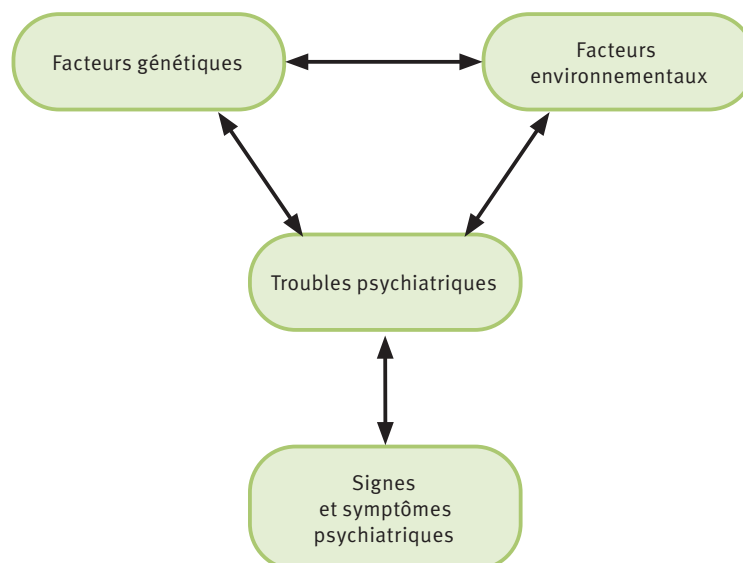 Facteurs génétiques
Facteurs
environnementaux
Troubles psychiatriques
Signes
et symptômes
psychiatriques